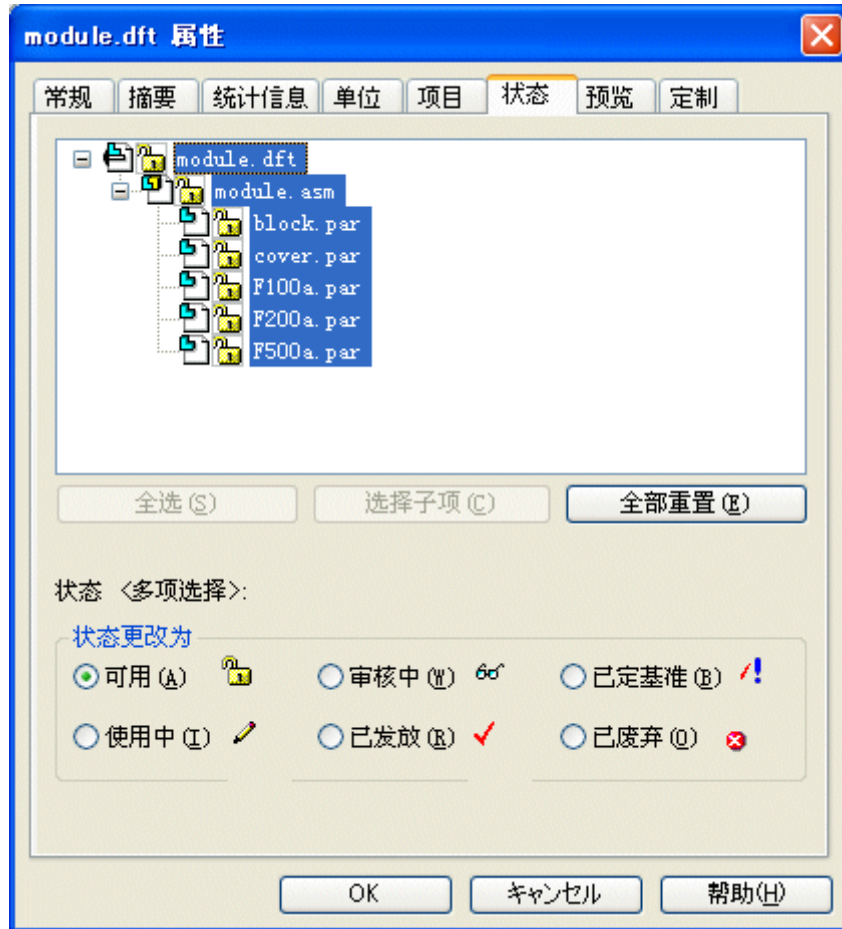 module.dft 属性
常规 摘要 统计信息 单位 项目 状态 预览 定制
module.dft
module.asm
block.par
cover.par
F100a.par
F200a.par
F500a.par
全选(S) 选择子项(C) 全部重置(E)
状态 <多项选择>:
状态更改为
可用(A) 审核中(W) 已定基准(B)
使用中(I) 已发放(R) 已废弃(O)
OK キャンセル 帮助(H)